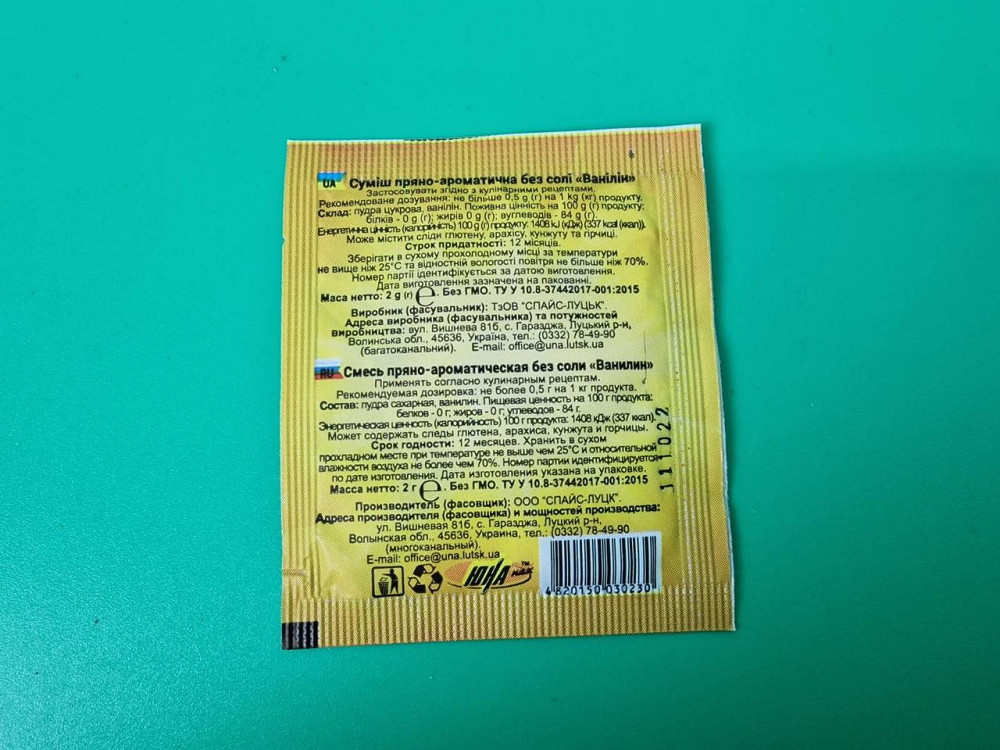 UA Суміш пряно-ароматична без солі «Ванілін»
Застосовувати згідно з кулінарними рецептами.
Рекомендоване дозування: не більше 0,5 g (г) на 1 kg (кг) продукту.
Склад: пудра цукрова, ванілін. Поживна цінність на 100 g (г) продукту:
білків - 0 g (г); жирів 0 g (г); вуглеводів - 84 g (г).
Енергетична цінність (калорійність) 100 g (г) продукту: 1408 kJ (кДж) (337 kcal (ккал)).
Може містити сліди глютену, арахісу, кунжуту та гірчиці.
Строк придатності: 12 місяців.
Зберігати в сухому прохолодному місці за температури
не вище ніж 25°С та відносній вологості повітря не більше ніж 70%.
Номер партії ідентифікується за датою виготовлення.
Дата виготовлення зазначена на пакованні.
Маса нетто: 2 g (г) ℮. Без ГМО. ТУ У 10.8-37442017-001:2015
Виробник (фасувальник): ТзОВ "СПАЙС-ЛУЦЬК".
Адреса виробника (фасувальника) та потужностей
виробництва: вул. Вишнева 81б, с. Гаразджа, Луцький р-н,
Волинська обл., 45636, Україна, тел.: (0332) 78-49-90
(багатоканальний). E-mail: office@una.lutsk.ua
RU Смесь пряно-ароматическая без соли «Ванилин»
Применять согласно кулинарным рецептам.
Рекомендуемая дозировка: не более 0,5 г на 1 кг продукта.
Состав: пудра сахарная, ванилин. Пищевая ценность на 100 г продукта:
белков - 0 г; жиров - 0 г; углеводов - 84 г.
Энергетическая ценность (калорийность) 100 г продукта: 1408 кДж (337 ккал).
Может содержать следы глютена, арахиса, кунжута и горчицы.
Срок годности: 12 месяцев. Хранить в сухом
прохладном месте при температуре не выше чем 25°С и относительной
влажности воздуха не более чем 70%. Номер партии идентифицируется
по дате изготовления. Дата изготовления указана на упаковке.
Масса нетто: 2 г ℮. Без ГМО. ТУ У 10.8-37442017-001:2015
Производитель (фасовщик): ООО "СПАЙС-ЛУЦК".
Адреса производителя (фасовщика) и мощностей производства:
ул. Вишневая 81б, с. Гаразджа, Луцкий р-н,
Волынская обл., 45636, Украина, тел.: (0332) 78-49-90
(многоканальный).
E-mail: office@una.lutsk.ua
111022
ЮНА ПАК ™
4 820150 030230